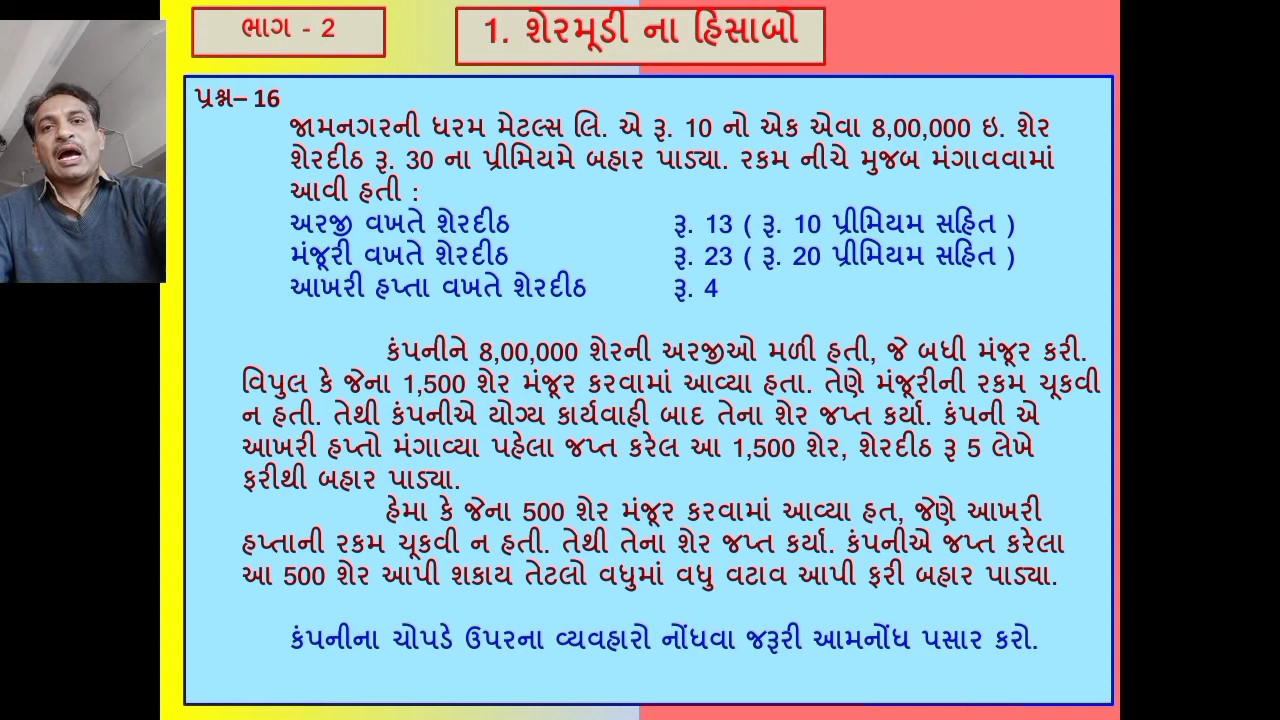 ભાગ - 2
1. શેરમૂડી ના હિસાબો
પ્રશ્ન– 16
જામનગરની ધરમ મેટલ્સ લિ. એ રૂ. 10 નો એક એવા 8,00,000 ઇ. શેર
શેરદીઠ રૂ. 30 ના પ્રીમિયમે બહાર પાડ્યા. રકમ નીચે મુજબ મંગાવવામાં
આવી હતી :
અરજી વખતે શેરદીઠ રૂ. 13 ( રૂ. 10 પ્રીમિયમ સહિત )
મંજૂરી વખતે શેરદીઠ રૂ. 23 ( રૂ. 20 પ્રીમિયમ સહિત )
આખરી હપ્તા વખતે શેરદીઠ રૂ. 4
કંપનીને 8,00,000 શેરની અરજીઓ મળી હતી, જે બધી મંજૂર કરી.
વિપુલ કે જેના 1,500 શેર મંજૂર કરવામાં આવ્યા હતા. તેણે મંજૂરીની રકમ ચૂકવી
ન હતી. તેથી કંપનીએ યોગ્ય કાર્યવાહી બાદ તેના શેર જપ્ત કર્યા. કંપની એ
આખરી હપ્તો મંગાવ્યા પહેલા જપ્ત કરેલ આ 1,500 શેર, શેરદીઠ રૂ 5 લેખે
ફરીથી બહાર પાડ્યા.
હેમા કે જેના 500 શેર મંજૂર કરવામાં આવ્યા હત, જેણે આખરી
હપ્તાની રકમ ચૂકવી ન હતી. તેથી તેના શેર જપ્ત કર્યા. કંપનીએ જપ્ત કરેલા
આ 500 શેર આપી શકાય તેટલો વધુમાં વધુ વટાવ આપી ફરી બહાર પાડ્યા.
કંપનીના ચોપડે ઉપરના વ્યવહારો નોંધવા જરૂરી આમનોંધ પસાર કરો.